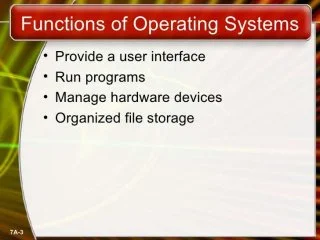 Functions of Operating Systems
• Provide a user interface
• Run programs
• Manage hardware devices
• Organized file storage
7A-3